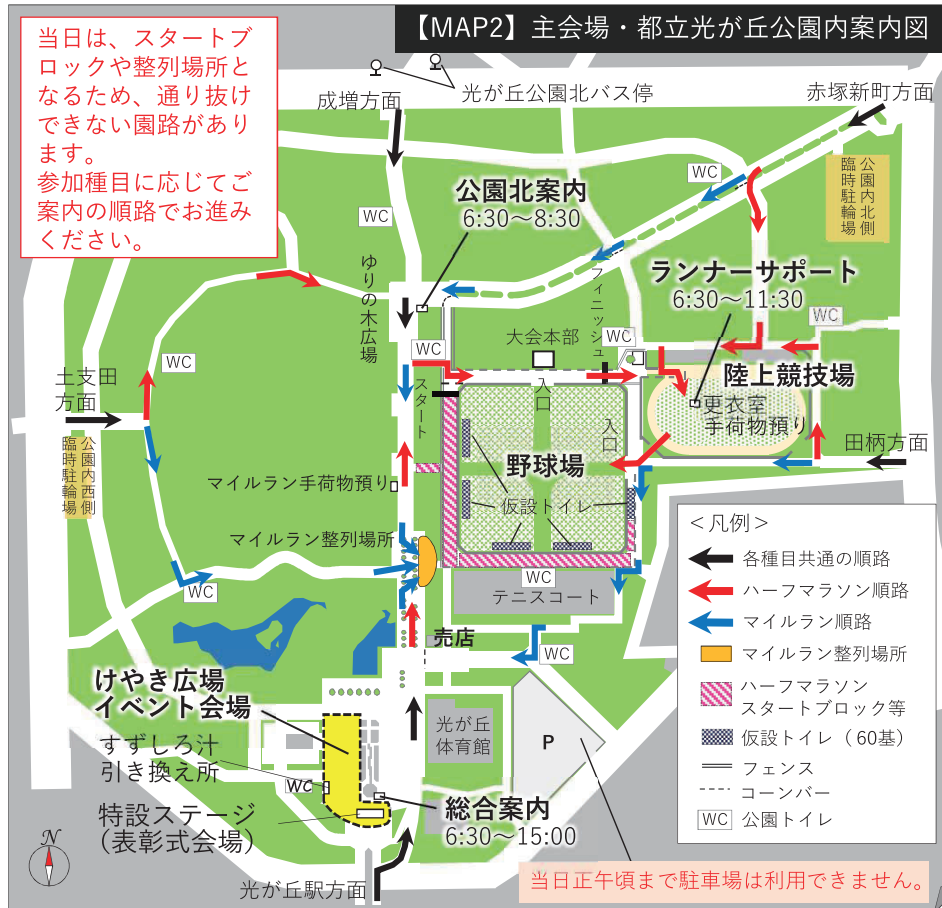 【MAP2】主会場・都立光が丘公園内案内図
当日は、スタートブ
ロックや整列場所と
なるため、通り抜け
できない園路があり
ます。
参加種目に応じてご
案内の順路でお進み
ください。
光が丘公園北バス停
成増方面
赤塚新町方面
WC
公園内北側
臨時駐輪場
公園北案内
6:30〜8:30
WC
ゆりの木広場
フィニッシュ
ランナーサポート
6:30〜11:30
WC
大会本部
WC
WC
WC
陸上競技場
土支田
方面
スタート
入口
更衣室
手荷物預り
入口
田柄方面
公園内西側
臨時駐輪場
野球場
マイルラン手荷物預り
仮設トイレ
マイルラン整列場所
WC
WC
テニスコート
売店
WC
けやき広場
イベント会場
光が丘
体育館
P
すずしろ汁
引き換え所
WC
特設ステージ
（表彰式会場）
総合案内
6:30〜15:00
光が丘駅方面
当日正午頃まで駐車場は利用できません。
N
＜凡例＞
各種目共通の順路
ハーフマラソン順路
マイルラン順路
マイルラン整列場所
ハーフマラソン
スタートブロック等
仮設トイレ（60基）
フェンス
コーンバー
WC 公園トイレ